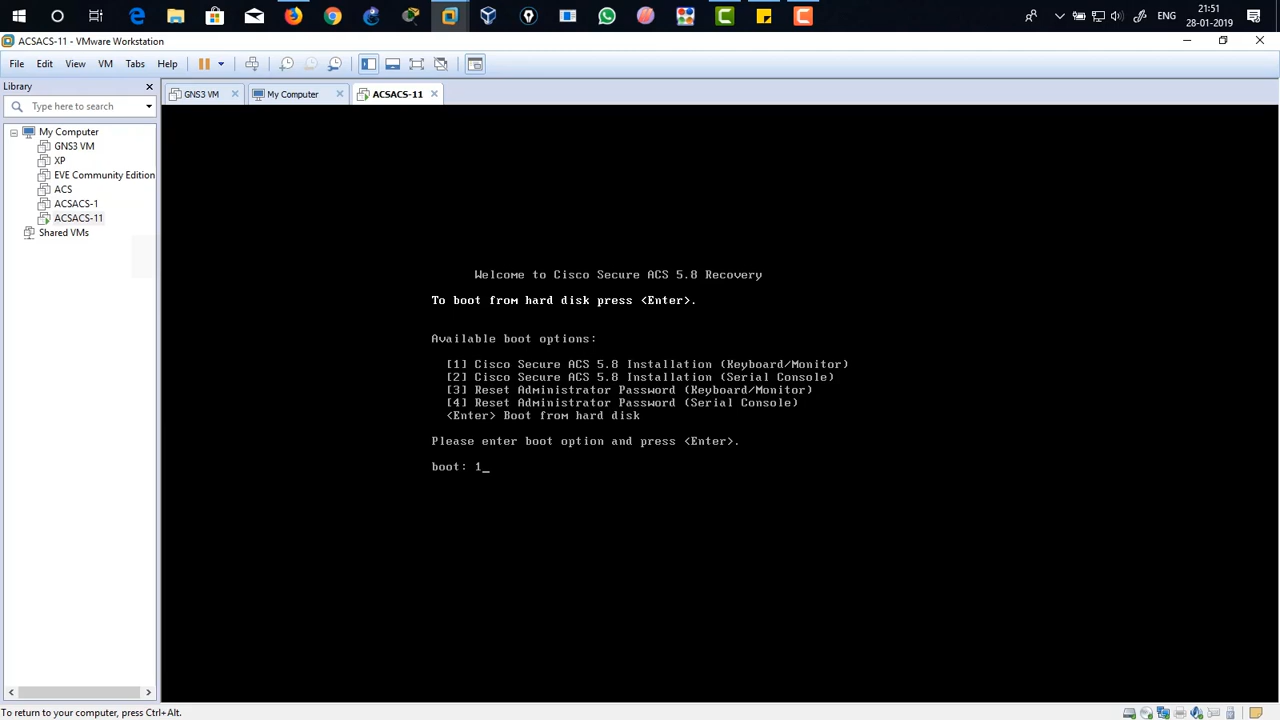 21:51
ENG
28-01-2019
ACSACS-11 - VMware Workstation
File Edit View VM Tabs Help
Library
GNS3 VM
My Computer
ACSACS-11
Type here to search
My Computer
GNS3 VM
XP
EVE Community Edition
ACS
ACSACS-1
ACSACS-11
Shared VMs
Welcome to Cisco Secure ACS 5.8 Recovery
To boot from hard disk press <Enter>.
Available boot options:
[1] Cisco Secure ACS 5.8 Installation (Keyboard/Monitor)
[2] Cisco Secure ACS 5.8 Installation (Serial Console)
[3] Reset Administrator Password (Keyboard/Monitor)
[4] Reset Administrator Password (Serial Console)
<Enter> Boot from hard disk
Please enter boot option and press <Enter>.
boot: 1_
To return to your computer, press Ctrl+Alt.